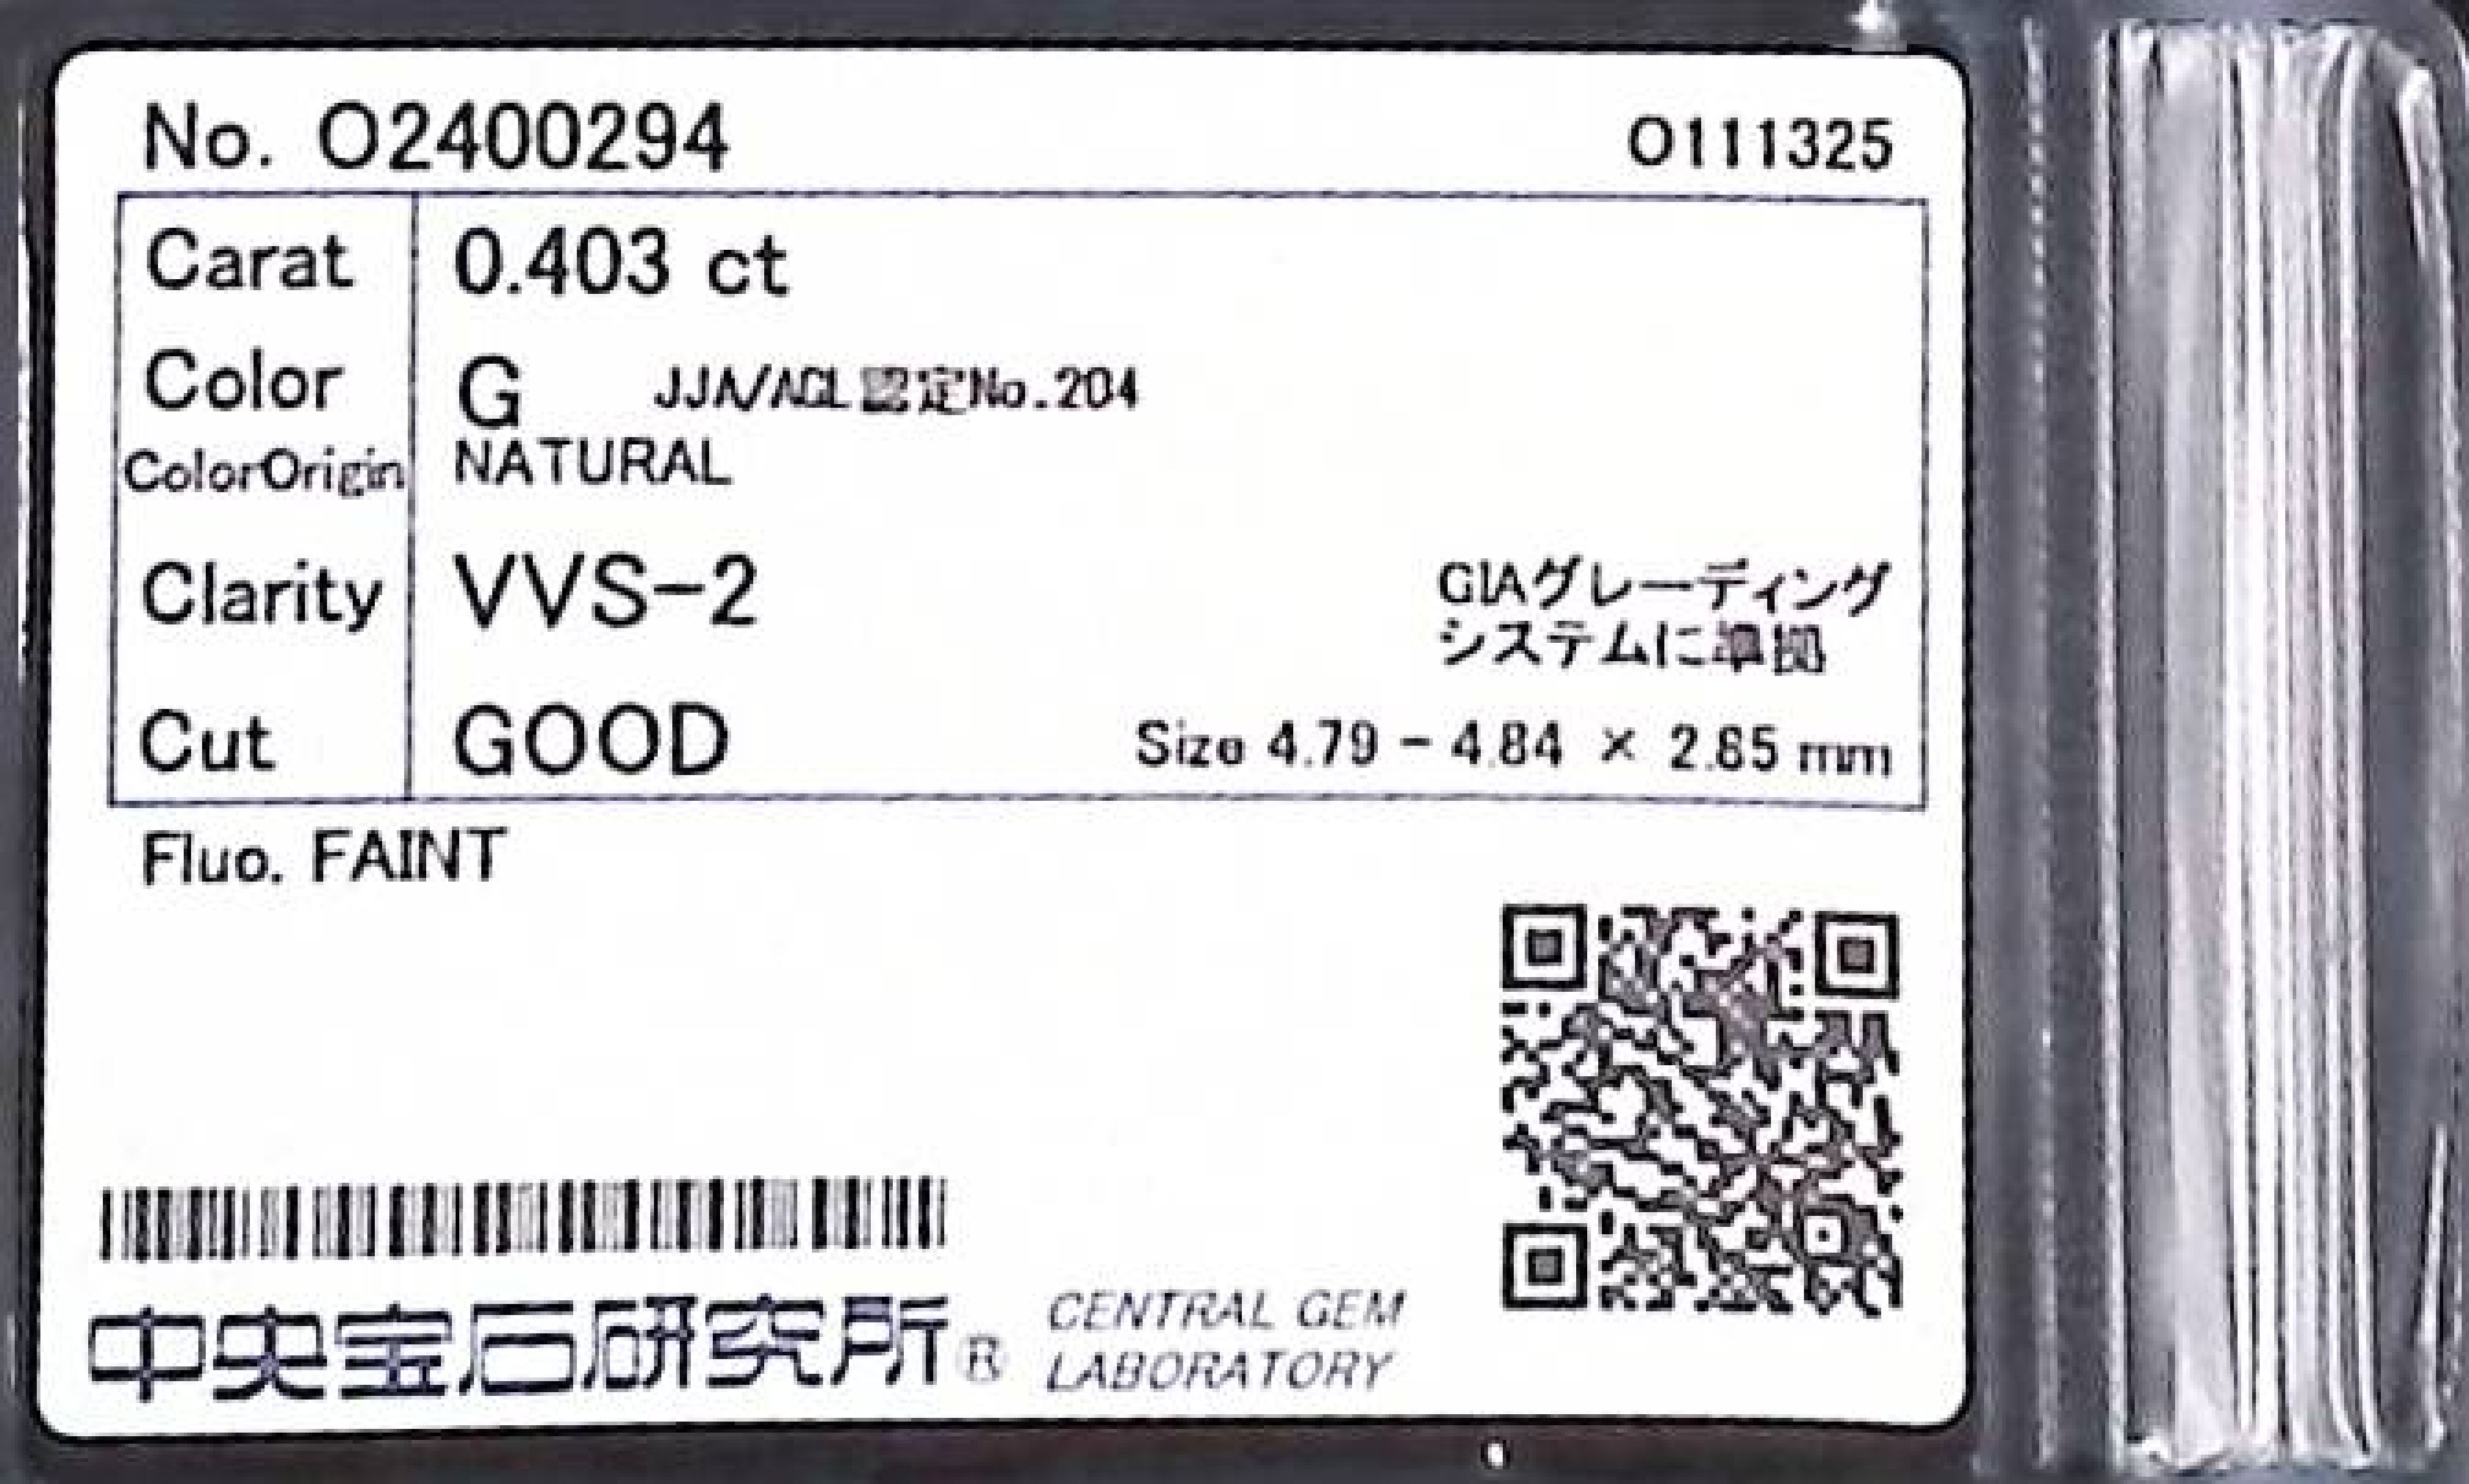 No. O2400294 O111325
Carat 0.403 ct
Color G JJA/AGL認定No.204
ColorOrigin NATURAL
Clarity VVS-2
GIAグレーディング
システムに準拠
Cut GOOD Size 4.79 - 4.84 × 2.85 mm
Fluo. FAINT
中央宝石研究所® CENTRAL GEM
LABORATORY